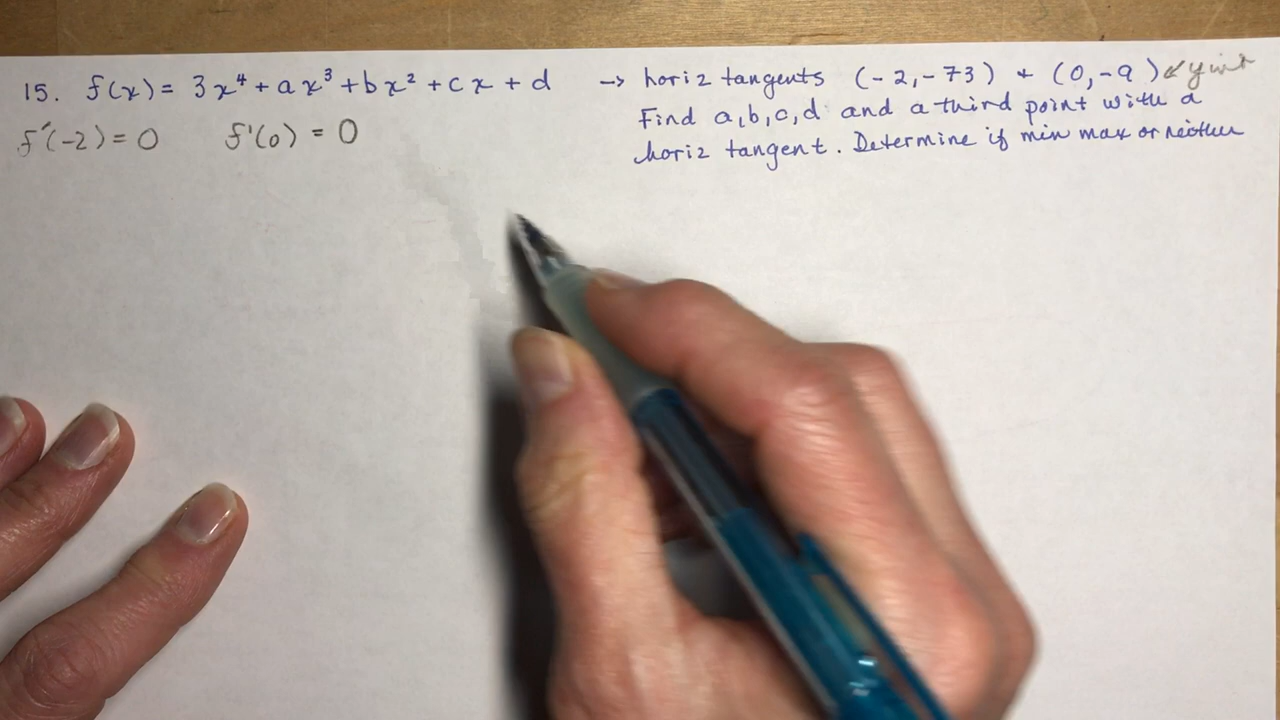 15. f(x) = 3x⁴ + ax³ + bx² + cx + d → horiz tangents (-2,-73) + (0,-9) ↙ y int
Find a,b,c,d and a third point with a
horiz tangent. Determine if min max or neither
f'(-2) = 0 f'(0) = 0